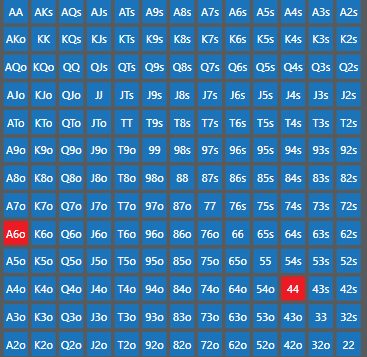 AA AKs AQs AJs ATs A9s A8s A7s A6s A5s A4s A3s A2s
AKo KK KQs KJs KTs K9s K8s K7s K6s K5s K4s K3s K2s
AQo KQo QQ QJs QTs Q9s Q8s Q7s Q6s Q5s Q4s Q3s Q2s
AJo KJo QJo JJ JTs J9s J8s J7s J6s J5s J4s J3s J2s
ATo KTo QTo JTo TT T9s T8s T7s T6s T5s T4s T3s T2s
A9o K9o Q9o J9o T9o 99 98s 97s 96s 95s 94s 93s 92s
A8o K8o Q8o J8o T8o 98o 88 87s 86s 85s 84s 83s 82s
A7o K7o Q7o J7o T7o 97o 87o 77 76s 75s 74s 73s 72s
A6o K6o Q6o J6o T6o 96o 86o 76o 66 65s 64s 63s 62s
A5o K5o Q5o J5o T5o 95o 85o 75o 65o 55 54s 53s 52s
A4o K4o Q4o J4o T4o 94o 84o 74o 64o 54o 44 43s 42s
A3o K3o Q3o J3o T3o 93o 83o 73o 63o 53o 43o 33 32s
A2o K2o Q2o J2o T2o 92o 82o 72o 62o 52o 42o 32o 22